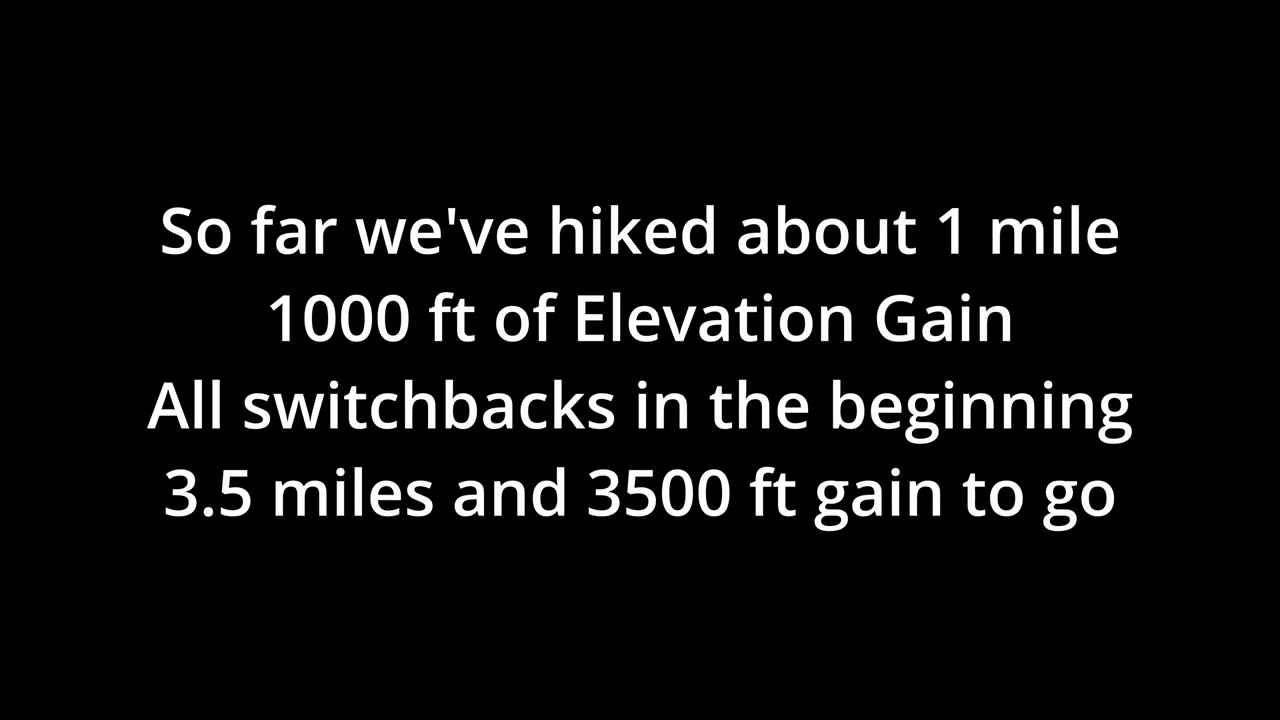 So far we've hiked about 1 mile
1000 ft of Elevation Gain
All switchbacks in the beginning
3.5 miles and 3500 ft gain to go